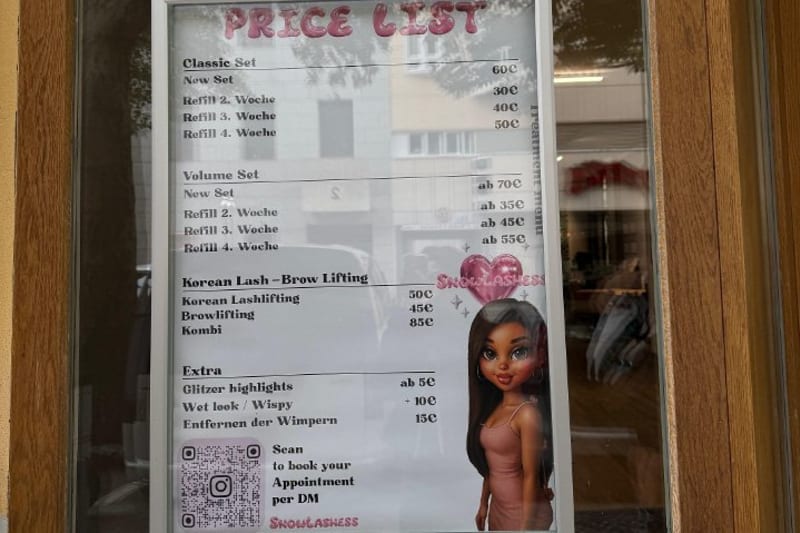 PRICE LIST
Classic Set
New Set 60€
Refill 2. Woche 30€
Refill 3. Woche 40€
Refill 4. Woche 50€
Treatment menu
Volume Set
New Set ab 70€
Refill 2. Woche ab 35€
Refill 3. Woche ab 45€
Refill 4. Woche ab 55€
SNOWLASHESS
Korean Lash –Brow Lifting
Korean Lashlifting 50€
Browlifting 45€
Kombi 85€
Extra
Glitzer highlights ab 5€
Wet look / Wispy + 10€
Entfernen der Wimpern 15€
Scan
to book your
Appointment
per DM
SNOWLASHESS